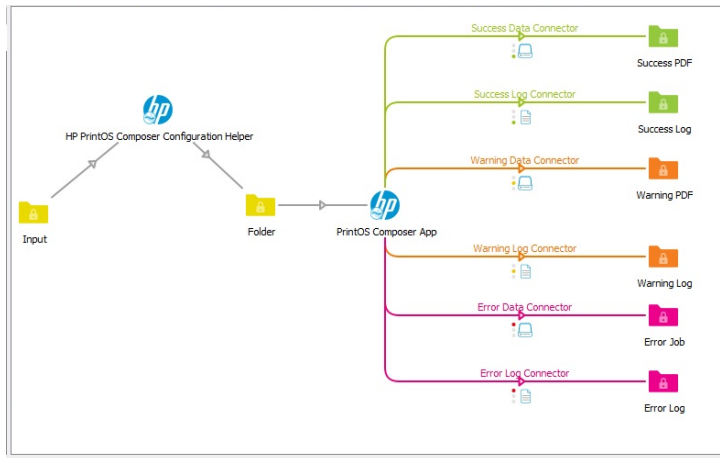 Success Data Connector
Success PDF
hp
HP PrintOS Composer Configuration Helper
Success Log Connector
Success Log
Warning Data Connector
Warning PDF
Input
Folder
hp
PrintOS Composer App
Warning Log Connector
Warning Log
Error Data Connector
Error Job
Error Log Connector
Error Log